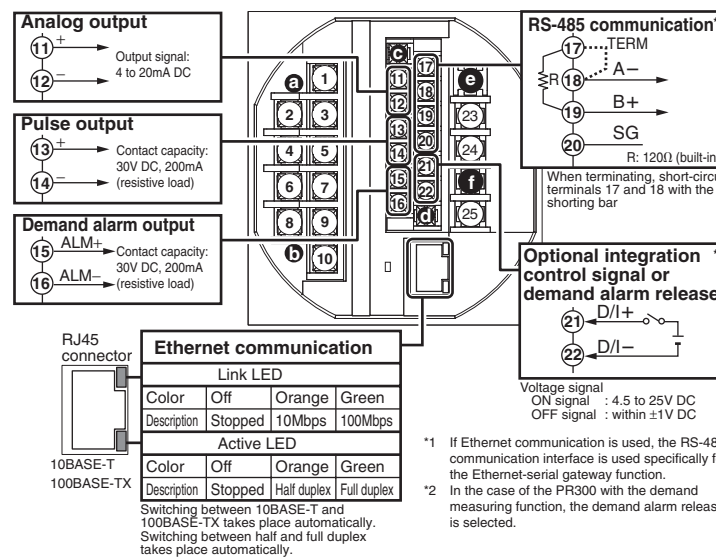 Analog output
11 +
12 −
Output signal:
4 to 20mA DC
Pulse output
13 +
14 −
Contact capacity:
30V DC, 200mA
(resistive load)
Demand alarm output
15 ALM+
16 ALM−
Contact capacity:
30V DC, 200mA
(resistive load)
a
b
c
d
e
f
1
2
3
4
5
6
7
8
9
10
11
12
13
14
15
16
17
18
19
20
21
22
23
24
25
RS-485 communication
17 TERM
R 18 A−
19 B+
20 SG
R: 120Ω (built-in
When terminating, short-circu
terminals 17 and 18 with the
shorting bar
Optional integration *
control signal or
demand alarm release
21 D/I+
22 D/I−
Voltage signal
ON signal : 4.5 to 25V DC
OFF signal : within ±1V DC
RJ45
connector
10BASE-T
100BASE-TX
Ethernet communication
Link LED
Color Off Orange Green
Description Stopped 10Mbps 100Mbps
Active LED
Color Off Orange Green
Description Stopped Half duplex Full duplex
Switching between 10BASE-T and
100BASE-TX takes place automatically.
Switching between half and full duplex
takes place automatically.
*1 If Ethernet communication is used, the RS-48
communication interface is used specifically f
the Ethernet-serial gateway function.
*2 In the case of the PR300 with the demand
measuring function, the demand alarm releas
is selected.